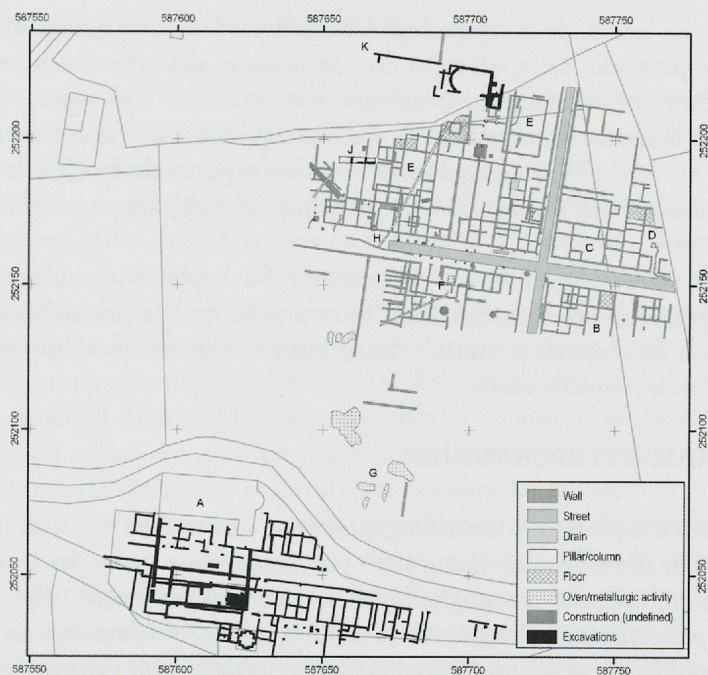 587550 587600 587650 587700 587750
K
252200 252200
E
J
E
D
H
C
252150 252150
I
F
B
252100 252100
G
A
Wall
Street
Drain
Pillar/column
Floor
Oven/metallurgic activity
Construction (undefined)
Excavations
252050 252050
587550 587600 587650 587700 587750